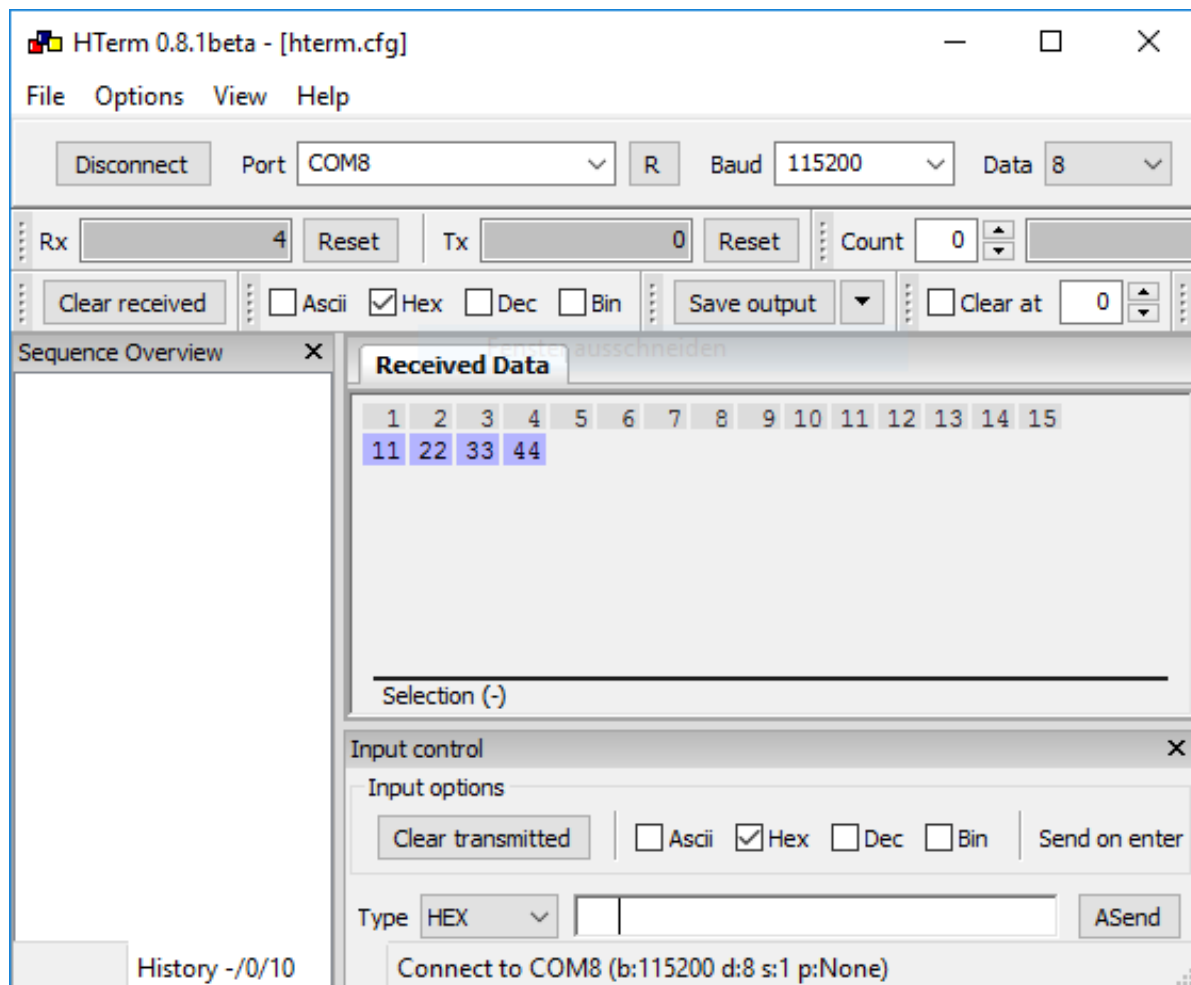 HTerm 0.8.1beta - [hterm.cfg]
File Options View Help
Disconnect Port COM8 R Baud 115200 Data 8
Rx 4 Reset Tx 0 Reset Count 0
Clear received Ascii Hex Dec Bin Save output Clear at 0
Sequence Overview
Fenster ausschneiden
Received Data
1 2 3 4 5 6 7 8 9 10 11 12 13 14 15
11 22 33 44
Selection (-)
Input control
Input options
Clear transmitted Ascii Hex Dec Bin Send on enter
Type HEX ASend
History -/0/10 Connect to COM8 (b:115200 d:8 s:1 p:None)